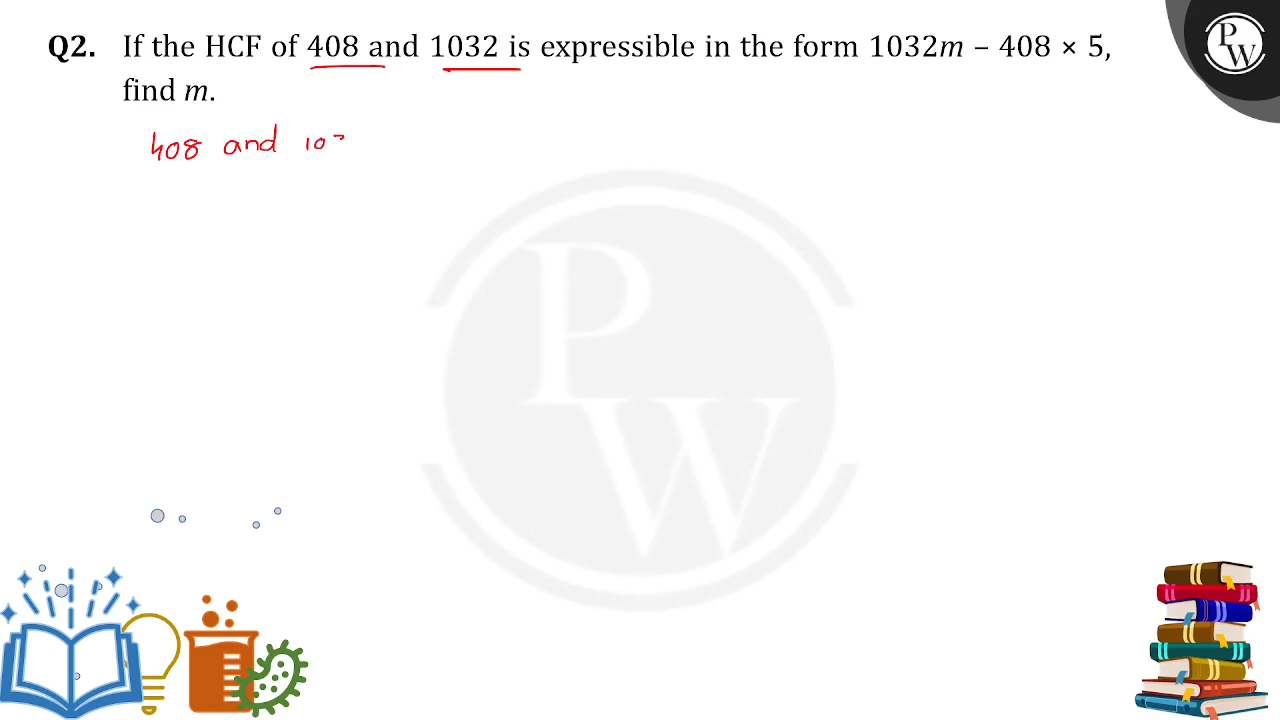 Q2. If the HCF of 408 and 1032 is expressible in the form 1032m – 408 × 5,
find m.
408 and 10
P
W
P
W